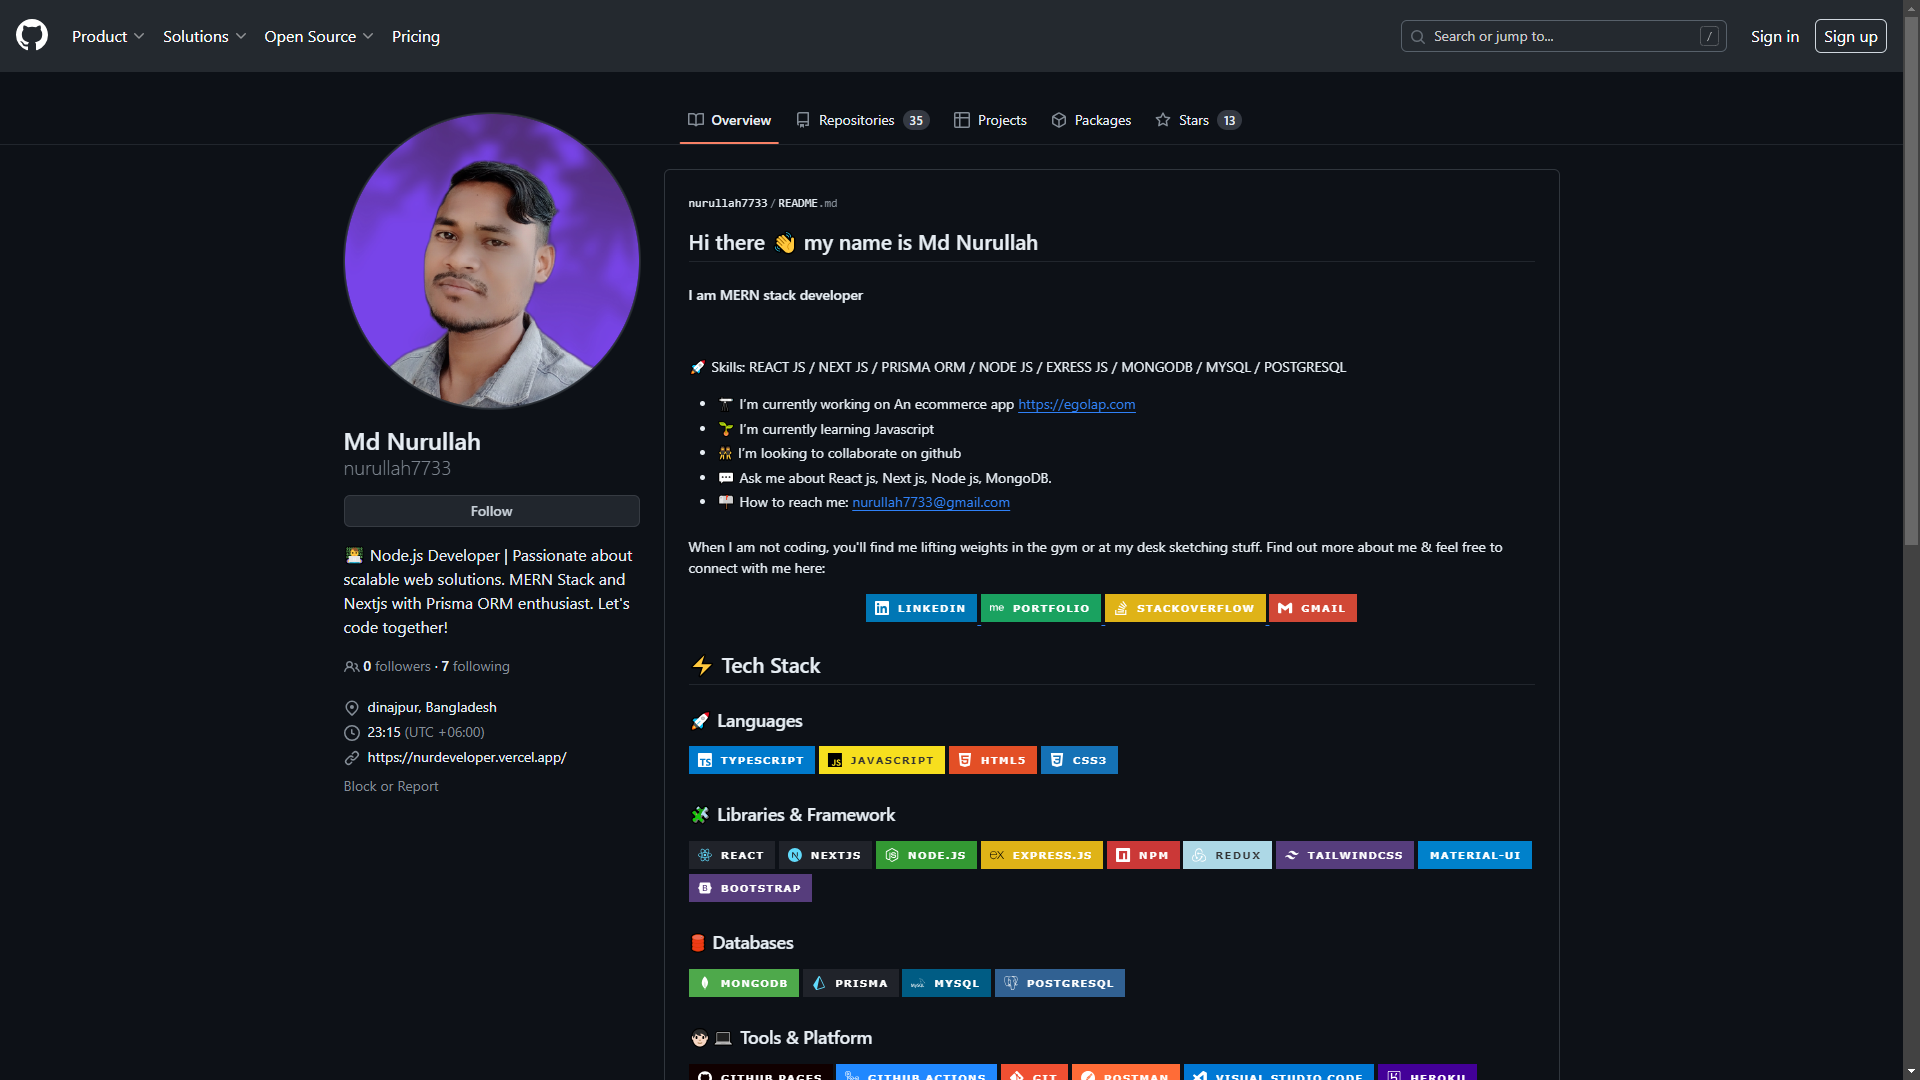 Product
Solutions
Open Source
Pricing
Search or jump to...
/
Sign in
Sign up
Overview
Repositories 35
Projects
Packages
Stars 13
Md Nurullah
nurullah7733
Follow
Node.js Developer | Passionate about
scalable web solutions. MERN Stack and
Nextjs with Prisma ORM enthusiast. Let's
code together!
0 followers · 7 following
dinajpur, Bangladesh
23:15 (UTC +06:00)
https://nurdeveloper.vercel.app/
Block or Report
nurullah7733/README.md
Hi there 👋 my name is Md Nurullah
I am MERN stack developer
🚀 Skills: REACT JS / NEXT JS / PRISMA ORM / NODE JS / EXRESS JS / MONGODB / MYSQL / POSTGRESQL
I’m currently working on An ecommerce app https://egolap.com
🌱 I’m currently learning Javascript
I’m looking to collaborate on github
💬 Ask me about React js, Next js, Node js, MongoDB.
How to reach me: nurullah7733@gmail.com
When I am not coding, you'll find me lifting weights in the gym or at my desk sketching stuff. Find out more about me & feel free to
connect with me here:
LINKEDIN
me PORTFOLIO
STACKOVERFLOW
GMAIL
⚡ Tech Stack
🚀 Languages
TS TYPESCRIPT
JS JAVASCRIPT
HTML5
CSS3
🧩 Libraries & Framework
REACT
N NEXTJS
NODE.JS
ex EXPRESS.JS
NPM
REDUX
TAILWINDCSS
MATERIAL-UI
B BOOTSTRAP
Databases
MONGODB
PRISMA
MySQL MYSQL
POSTGRESQL
Tools & Platform
GITHUB PAGES
GITHUB ACTIONS
GIT
POSTMAN
VISUAL STUDIO CODE
HEROKU